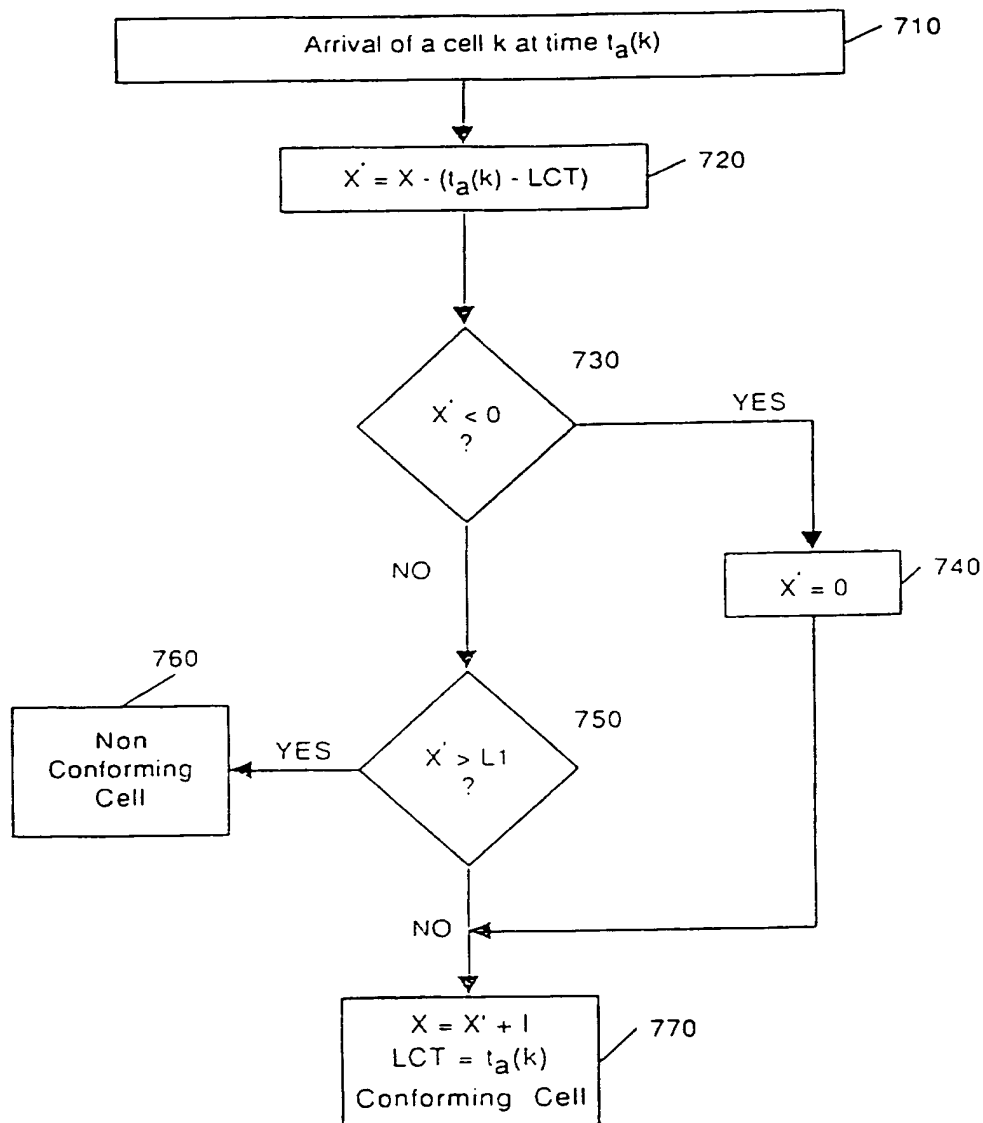 Arrival of a cell k at time ta(k)
710
X' = X - (ta(k) - LCT)
720
730
X' < 0
?
YES
NO
X' = 0
740
760
750
Non
Conforming
Cell
YES
X' > L1
?
NO
X = X' + I
LCT = ta(k)
Conforming Cell
770